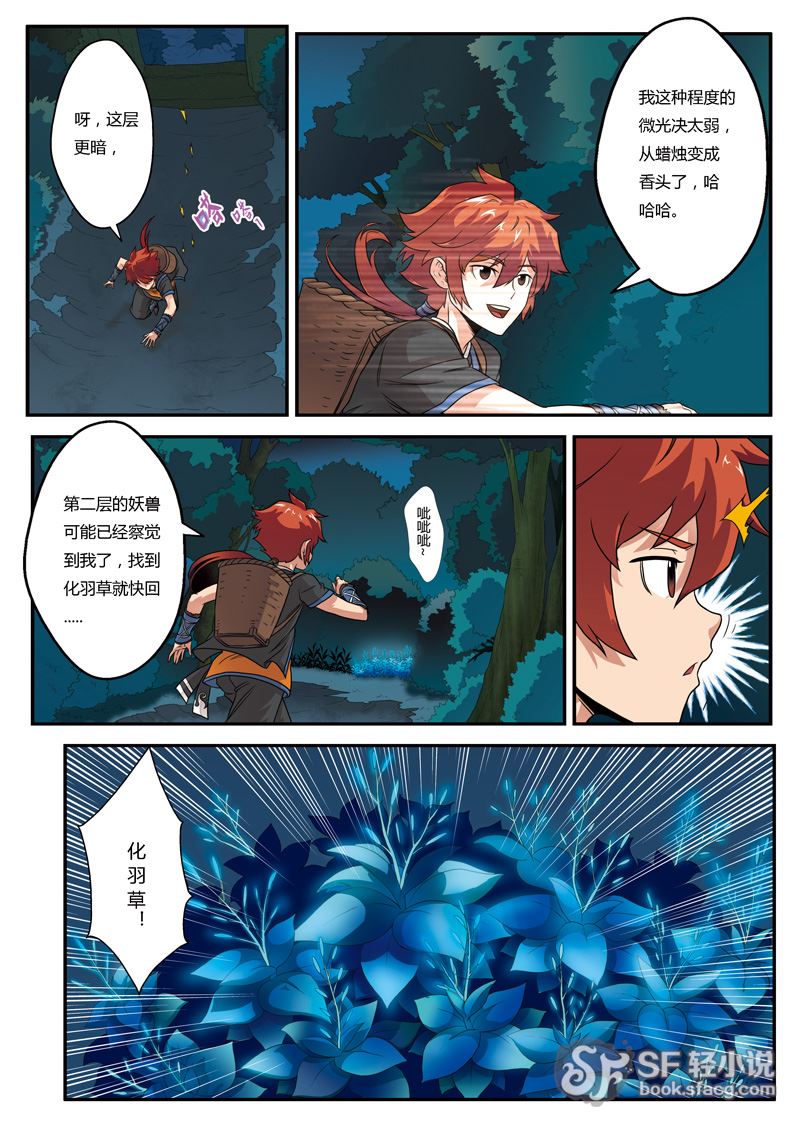 呀，这层
更暗，
嗒 嗒~
我这种程度的
微光决太弱，
从蜡烛变成
香头了，哈
哈哈。
第二层的妖兽
可能已经察觉
到我了，找到
化羽草就快回
.....
呲呲呲~
化羽草！
SF 轻小说
book.sfacg.com